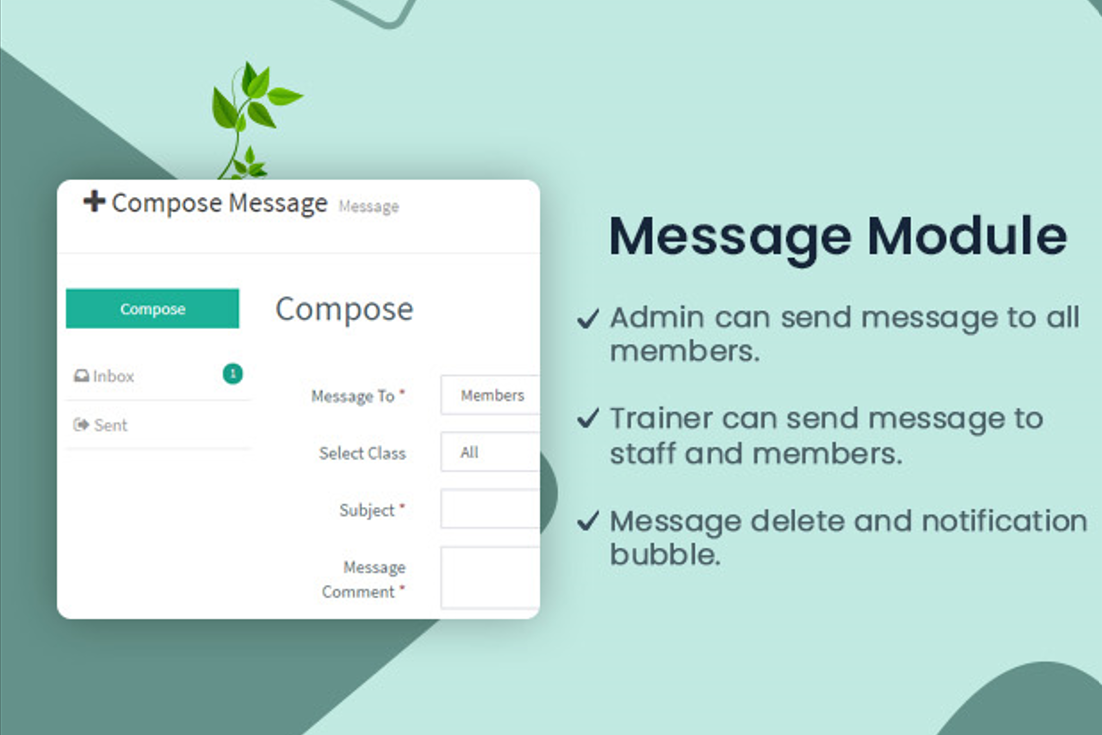 Compose Message Message
Compose
Inbox 1
Sent
Compose
Message To * Members
Select Class All
Subject *
Message
Comment *
Message Module
Admin can send message to all
members.
Trainer can send message to
staff and members.
Message delete and notification
bubble.